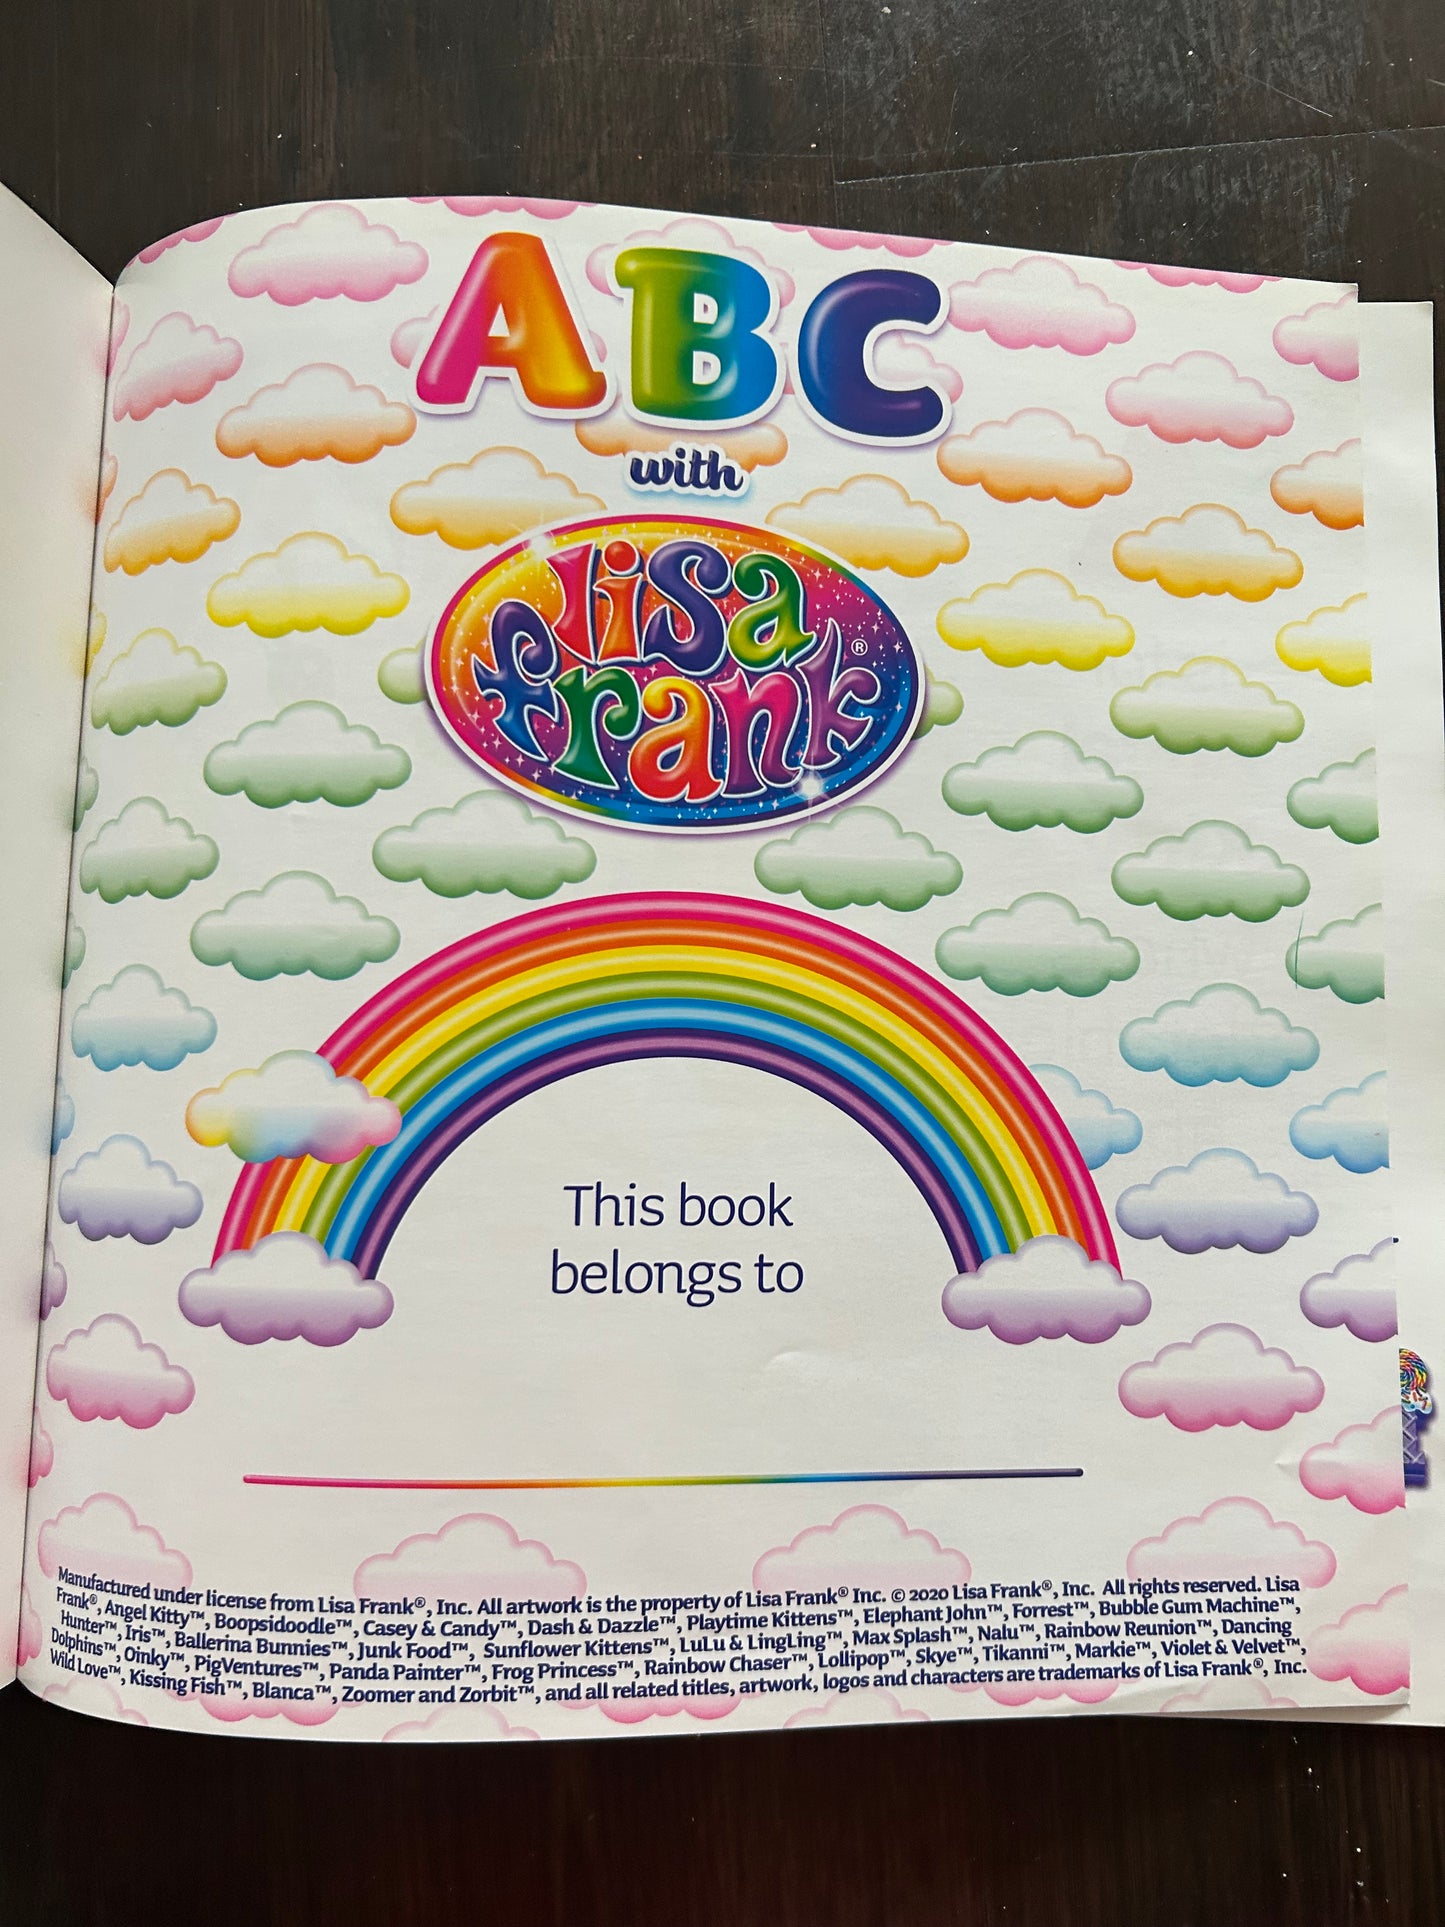 ABC
with
lisa
frank®
This book
belongs to
Manufactured under license from Lisa Frank®, Inc. All artwork is the property of Lisa Frank® Inc. © 2020 Lisa Frank®, Inc. All rights reserved. Lisa
Frank®, Angel Kitty™, Boopsidoodle™, Casey & Candy™, Dash & Dazzle™, Playtime Kittens™, Elephant John™, Forrest™, Bubble Gum Machine™,
Hunter™, Iris™, Ballerina Bunnies™, Junk Food™, Sunflower Kittens™, LuLu & LingLing™, Max Splash™, Nalu™, Rainbow Reunion™, Dancing
Dolphins™, Oinky™, PigVentures™, Panda Painter™, Frog Princess™, Rainbow Chaser™, Lollipop™, Skye™, Tikanni™, Markie™, Violet & Velvet™,
Wild Love™, Kissing Fish™, Blanca™, Zoomer and Zorbit™, and all related titles, artwork, logos and characters are trademarks of Lisa Frank®, Inc.